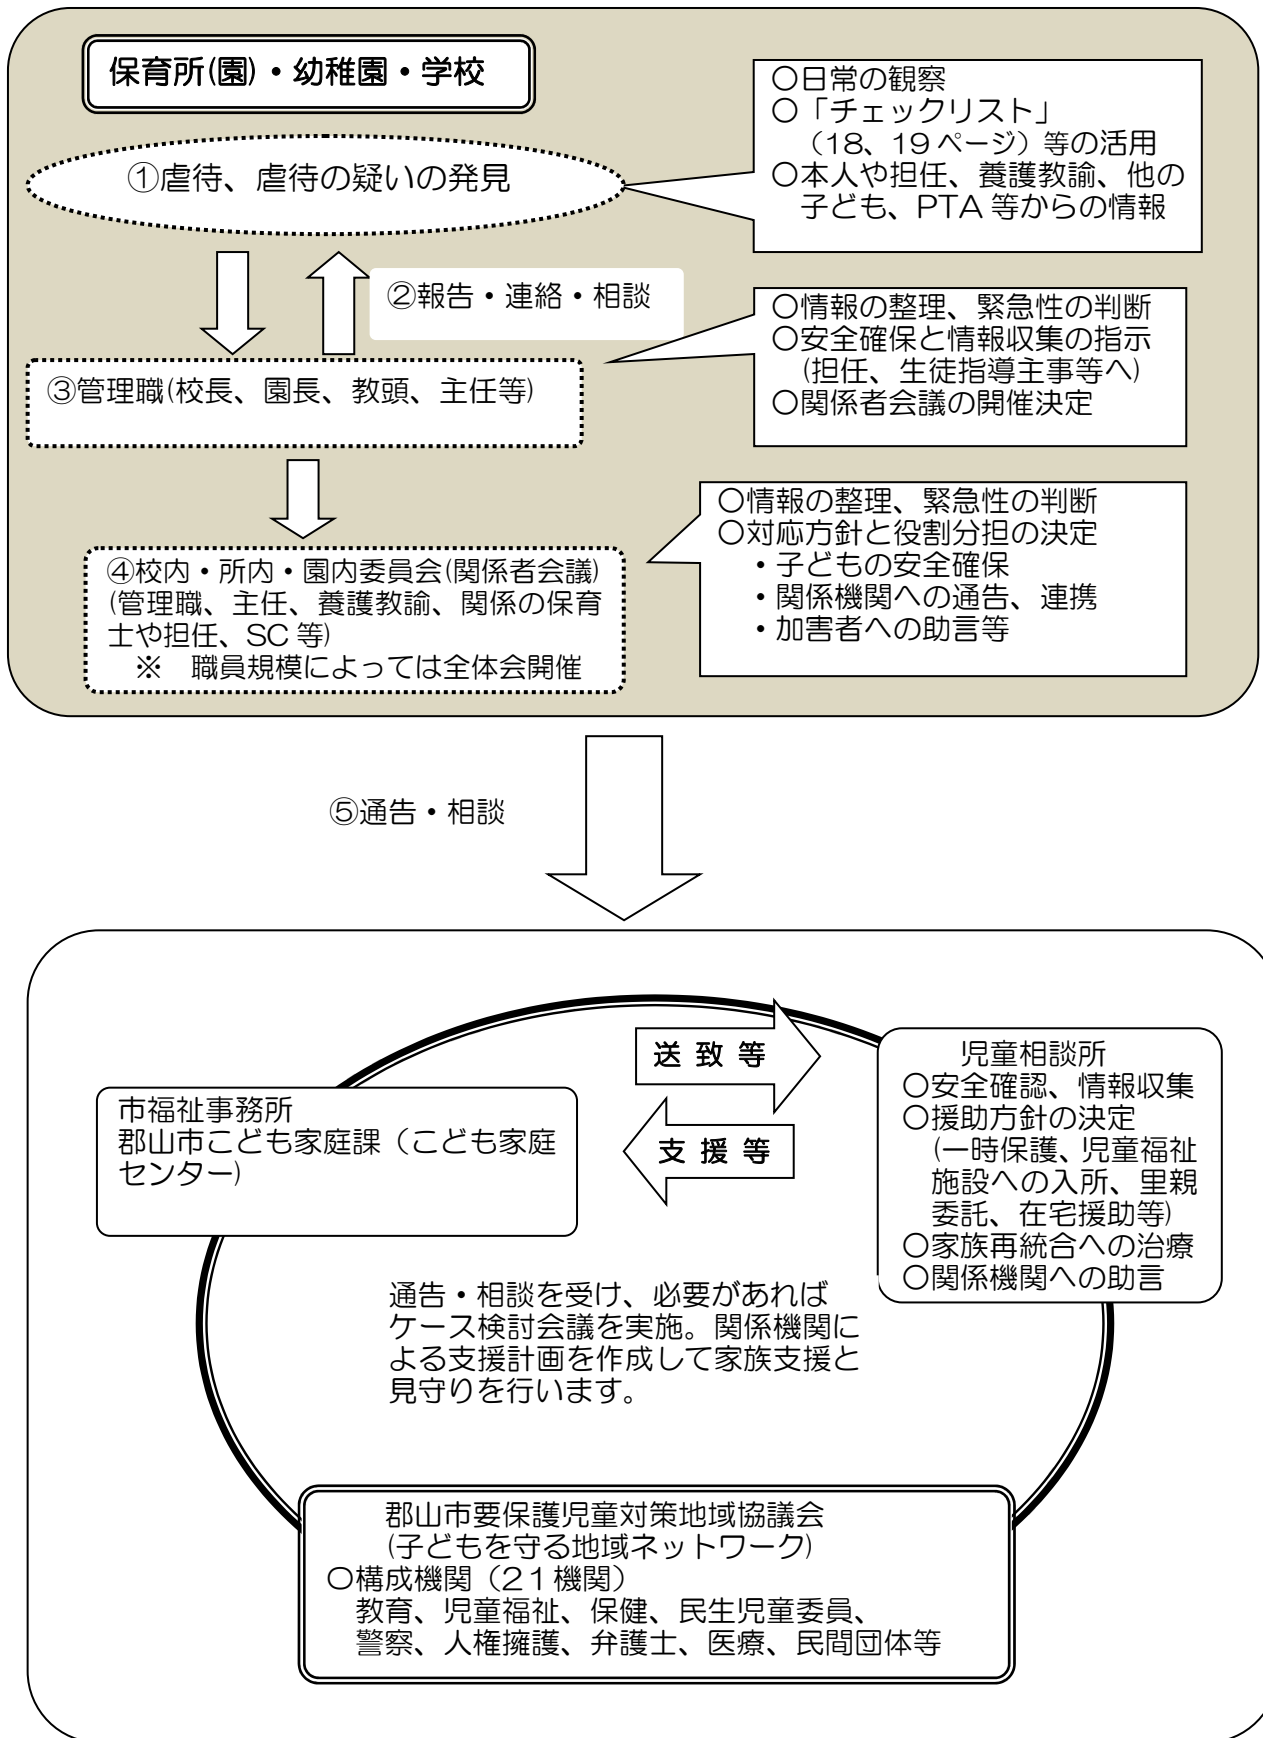 保育所(園)・幼稚園・学校
①虐待、虐待の疑いの発見
〇日常の観察
〇「チェックリスト」
（18、19ページ）等の活用
〇本人や担任、養護教諭、他の
子ども、PTA等からの情報
②報告・連絡・相談
③管理職(校長、園長、教頭、主任等)
〇情報の整理、緊急性の判断
〇安全確保と情報収集の指示
(担任、生徒指導主事等へ)
〇関係者会議の開催決定
④校内・所内・園内委員会(関係者会議)
(管理職、主任、養護教諭、関係の保育
士や担任、SC等)
※　職員規模によっては全体会開催
〇情報の整理、緊急性の判断
〇対応方針と役割分担の決定
・子どもの安全確保
・関係機関への通告、連携
・加害者への助言等
⑤通告・相談
送致等
支援等
市福祉事務所
郡山市こども家庭課（こども家庭
センター)
児童相談所
〇安全確認、情報収集
〇援助方針の決定
(一時保護、児童福祉
施設への入所、里親
委託、在宅援助等)
〇家族再統合への治療
〇関係機関への助言
通告・相談を受け、必要があれば
ケース検討会議を実施。関係機関に
よる支援計画を作成して家族支援と
見守りを行います。
郡山市要保護児童対策地域協議会
(子どもを守る地域ネットワーク)
〇構成機関（２１機関）
教育、児童福祉、保健、民生児童委員、
警察、人権擁護、弁護士、医療、民間団体等